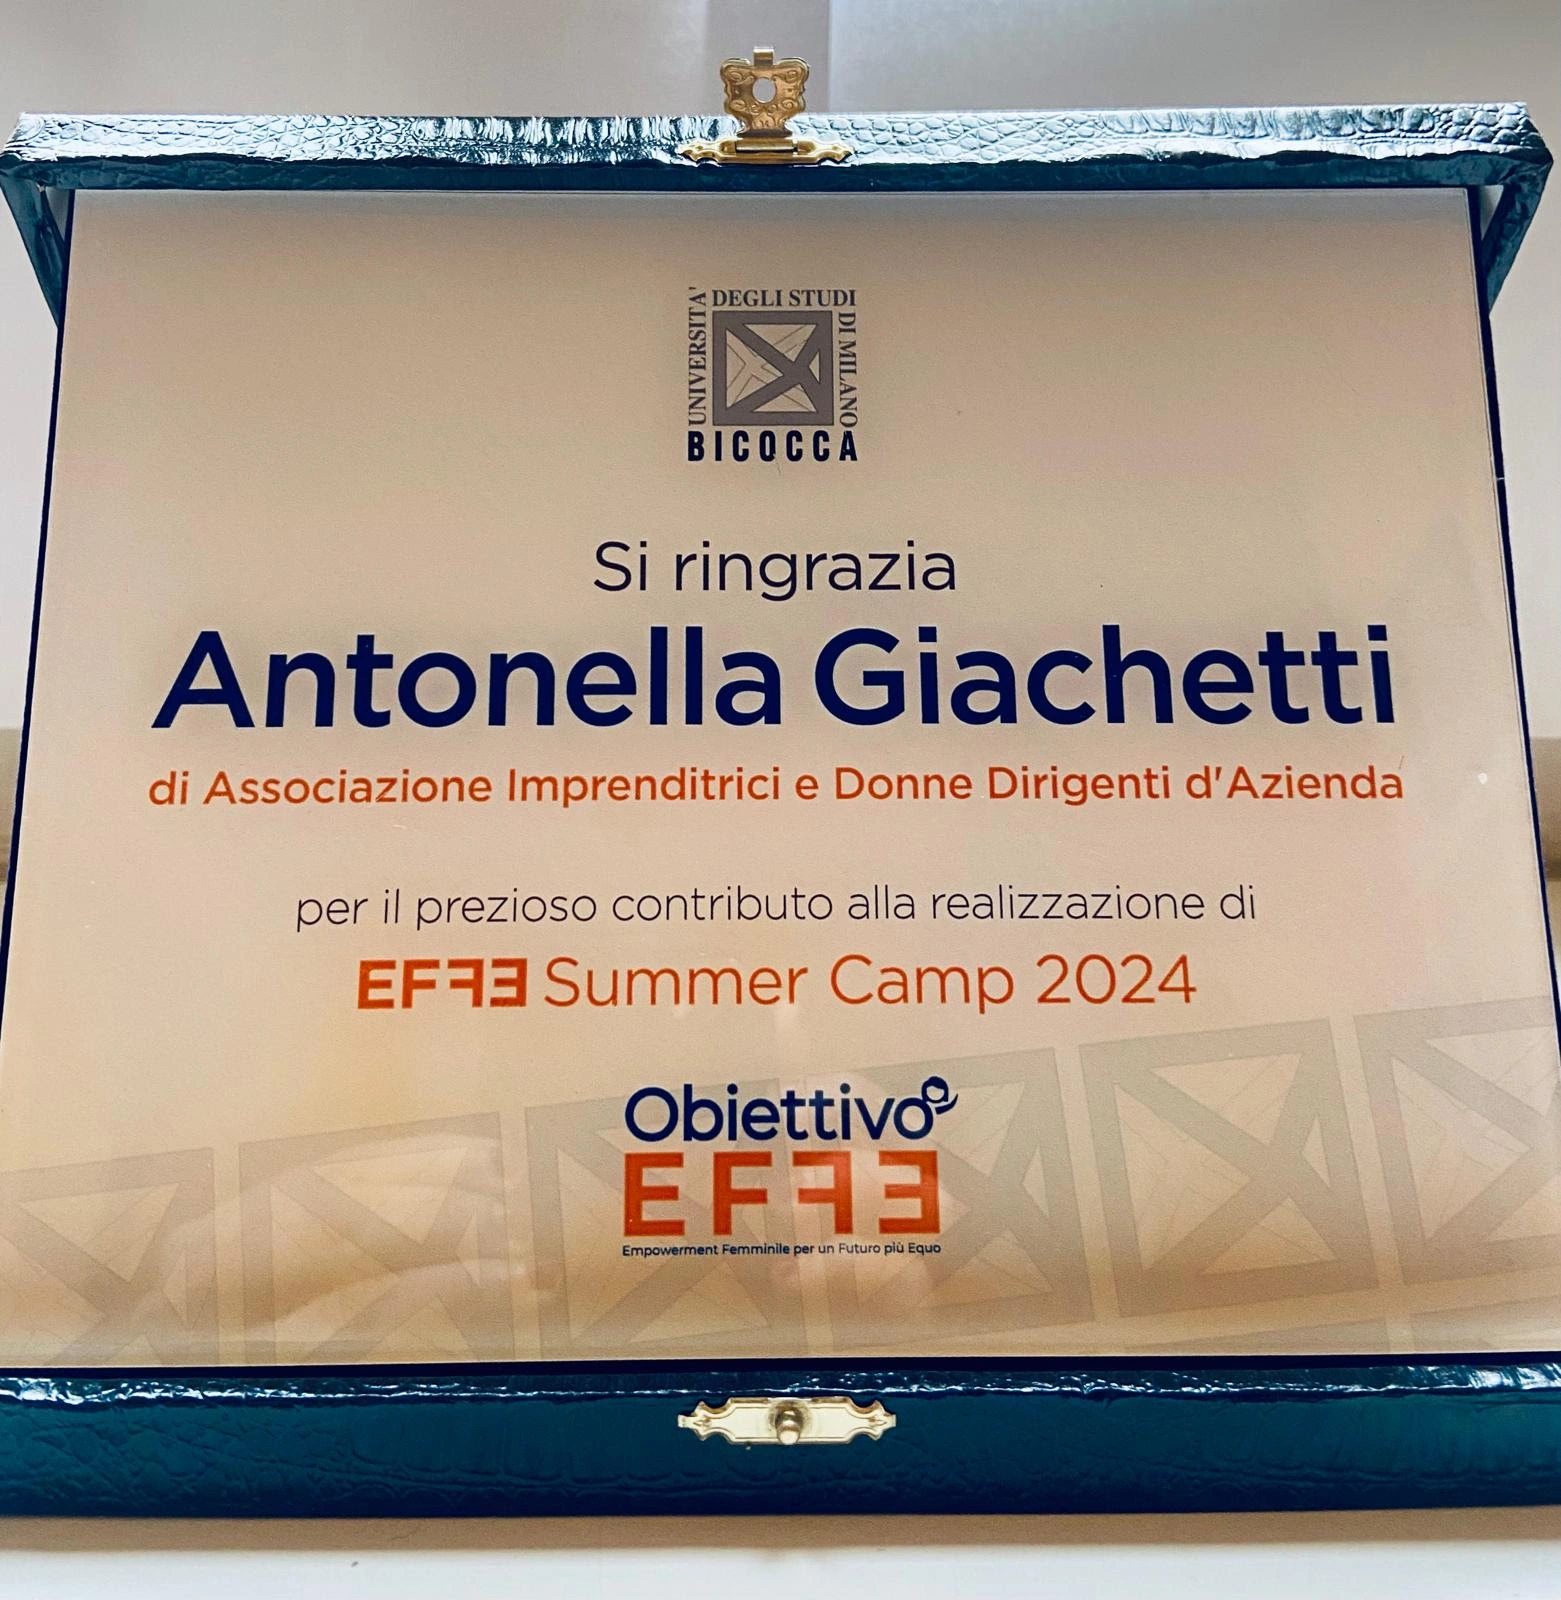 UNIVERSITA' DEGLI STUDI DI MILANO
BICOCCA
Si ringrazia
Antonella Giachetti
di Associazione Imprenditrici e Donne Dirigenti d'Azienda
per il prezioso contributo alla realizzazione di
EFFE Summer Camp 2024
Obiettivo
EFFE
Empowerment Femminile per un Futuro più Equo